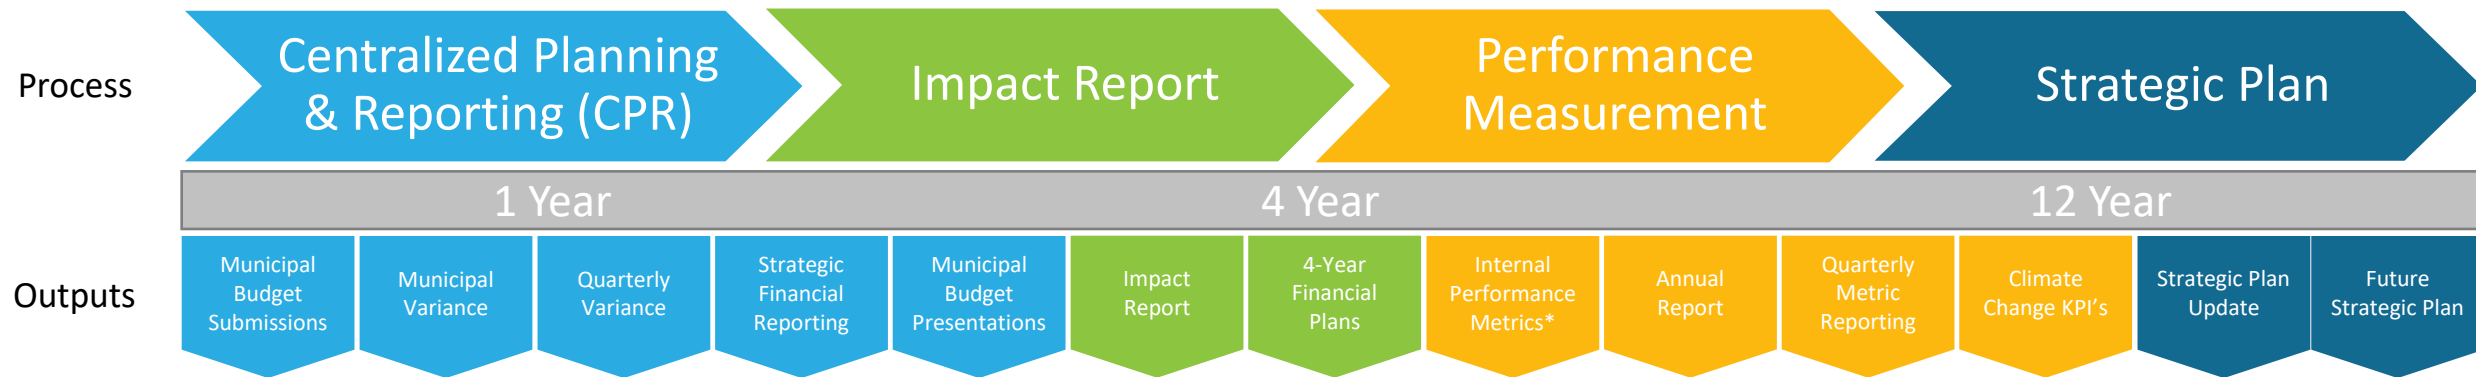 Process
Centralized Planning
& Reporting (CPR)
Impact Report
Performance
Measurement
Strategic Plan
1 Year
4 Year
12 Year
Outputs
Municipal
Budget
Submissions
Municipal
Variance
Quarterly
Variance
Strategic
Financial
Reporting
Municipal
Budget
Presentations
Impact
Report
4-Year
Financial
Plans
Internal
Performance
Metrics*
Annual
Report
Quarterly
Metric
Reporting
Climate
Change KPI's
Strategic Plan
Update
Future
Strategic Plan